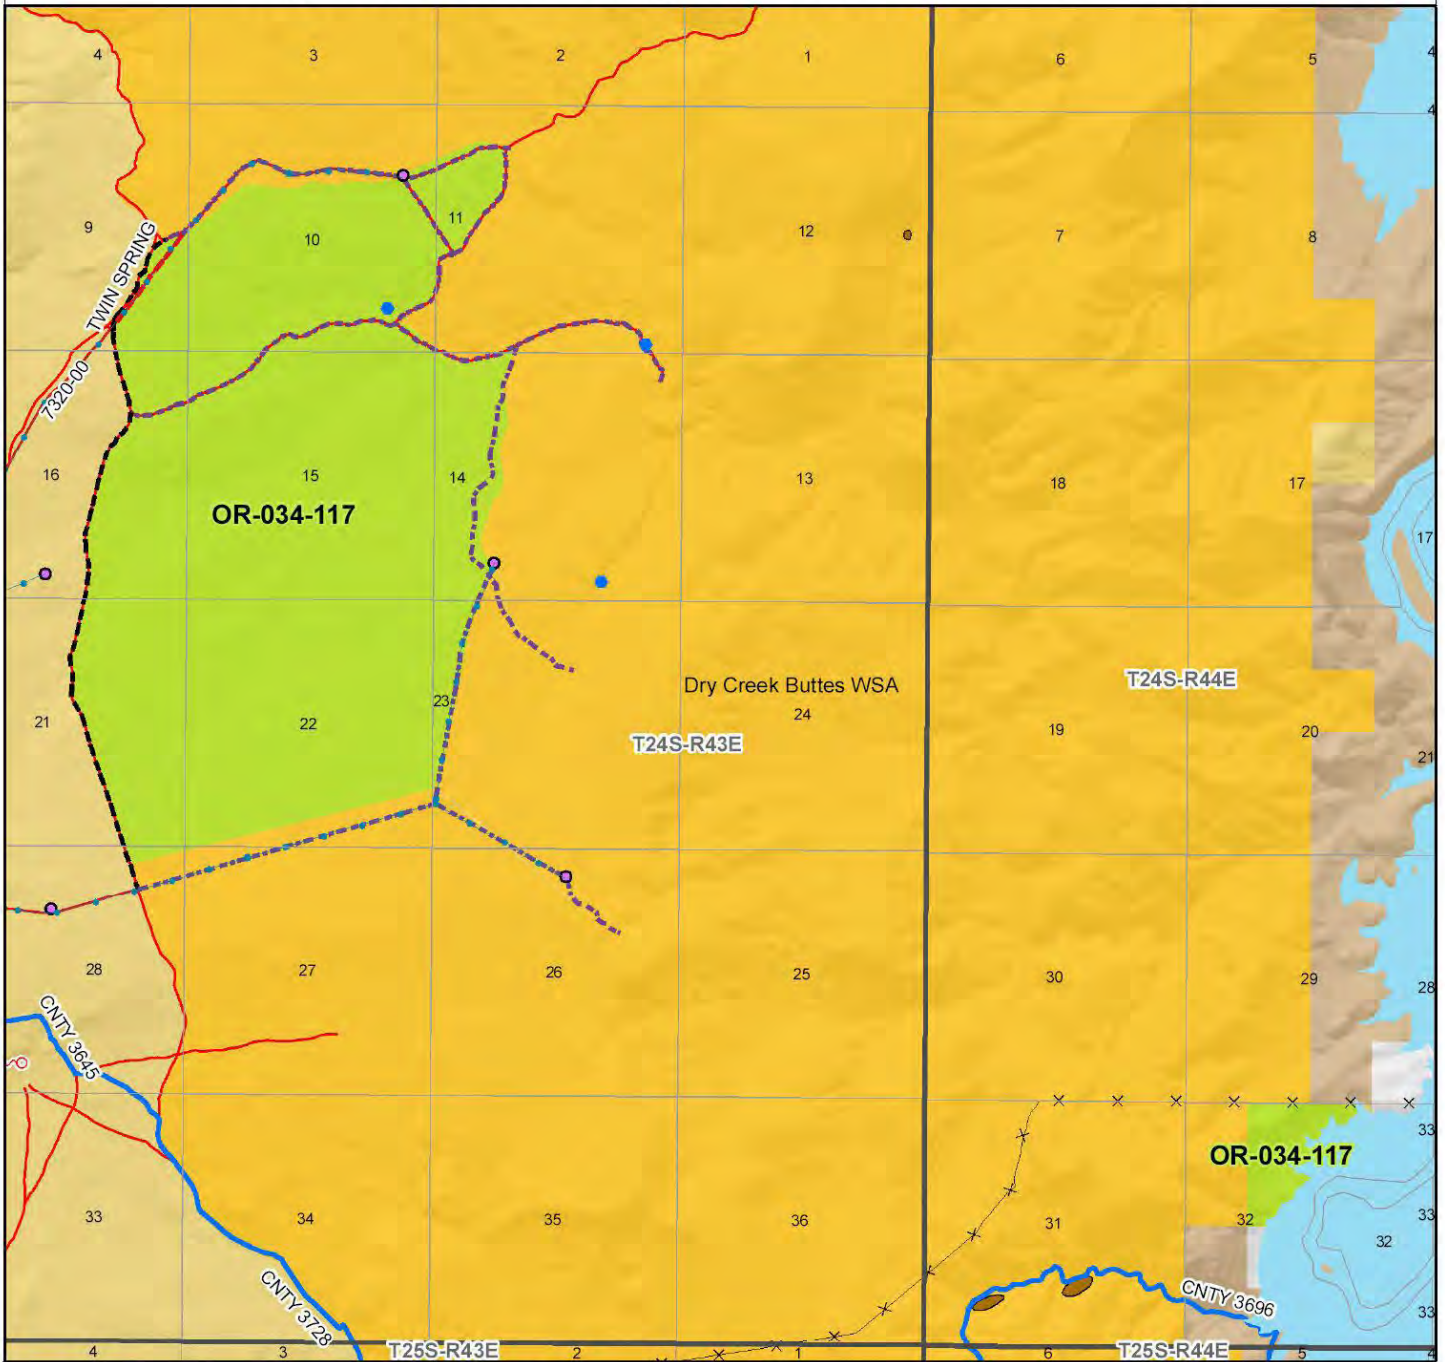 4 3 2 1 6 5 4
4
9 10 11 12 7 8
TWIN SPRING
7320-00
16 15 14 13 18 17 17
OR-034-117
Dry Creek Buttes WSA
T24S-R44E
21 22 23 24 19 20 21
T24S-R43E
28 27 26 25 30 29 28
CNTY 3645
33
OR-034-117
33 34 35 36 31 32 33
32
CNTY 3728
CNTY 3696
33
T25S-R43E T25S-R44E
4 3 2 1 6 5 4